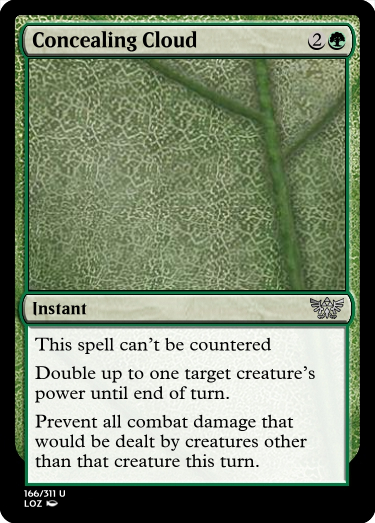 Concealing Cloud 2
Instant
This spell can't be countered
Double up to one target creature's
power until end of turn.
Prevent all combat damage that
would be dealt by creatures other
than that creature this turn.
166/311 U
LOZ